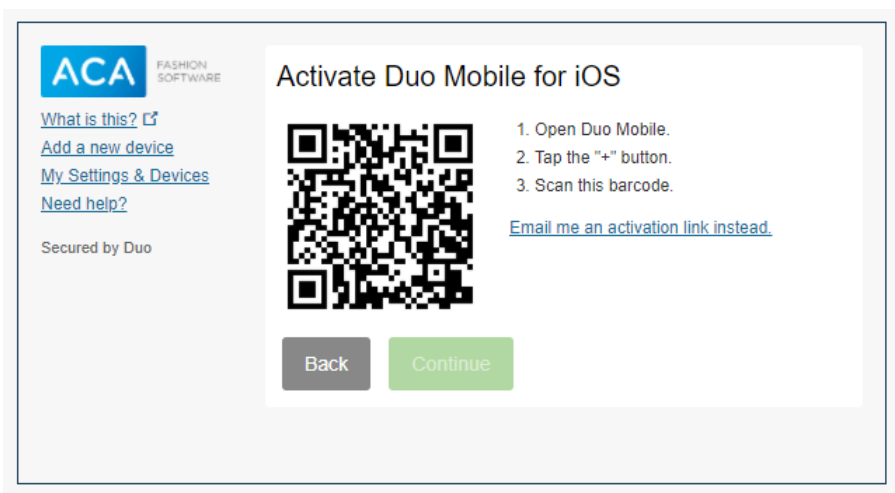 ACA FASHION
SOFTWARE
What is this?
Add a new device
My Settings & Devices
Need help?
Secured by Duo
Activate Duo Mobile for iOS
1. Open Duo Mobile.
2. Tap the "+" button.
3. Scan this barcode.
Email me an activation link instead.
Back
Continue